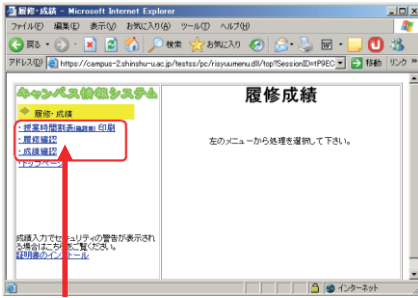 履修・成績 - Microsoft Internet Explorer
ファイル(F) 編集(E) 表示(V) お気に入り(A) ツール(T) ヘルプ(H)
戻る 検索 お気に入り
アドレス(D) https://campus-2.shinshu-u.ac.jp/testss/pc/risyuumenu.dll/top?SessionID=tP9EC 移動 リンク »
キャンパス情報システム
履修成績
履修・成績
・授業時間割表(編纂前) 印刷
・履修確認
・成績確認
・トップページ
左のメニューから処理を選択して下さい。
成績入力でセキュリティの警告が表示され
る場合はこちらをご覧ください。
証明書のインストール
インターネット